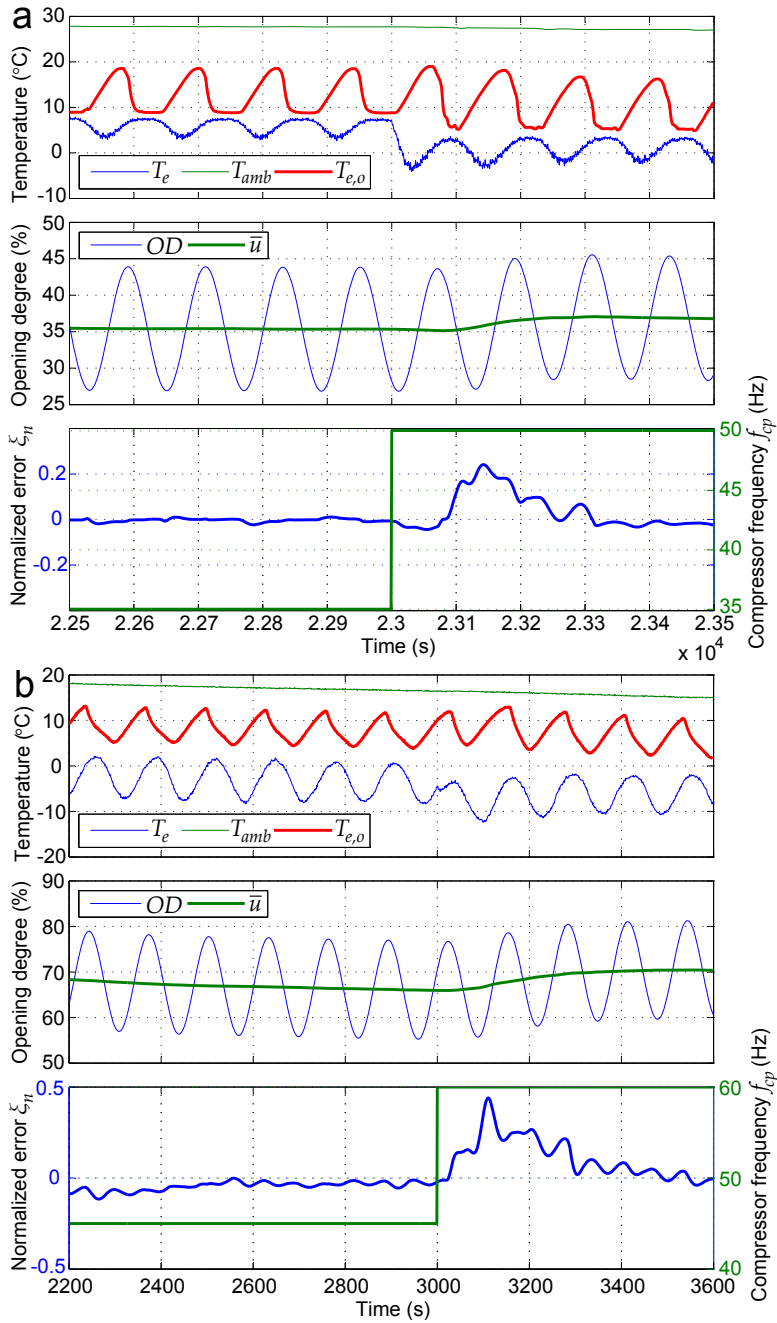 a
Temperature (°C)
30
20
10
0
-10
T_e T_amb T_e,o
Opening degree (%)
50
45
40
35
30
25
OD u̅
Normalized error ξ_n
0.2
0
-0.2
Compressor frequency f_cp (Hz)
50
45
40
35
2.25 2.26 2.27 2.28 2.29 2.3 2.31 2.32 2.33 2.34 2.35
Time (s)
x 10^4
b
Temperature (°C)
20
10
0
-10
-20
T_e T_amb T_e,o
Opening degree (%)
90
80
70
60
50
OD u̅
Normalized error ξ_n
0.5
0
-0.5
Compressor frequency f_cp (Hz)
60
50
40
2200 2400 2600 2800 3000 3200 3400 3600
Time (s)